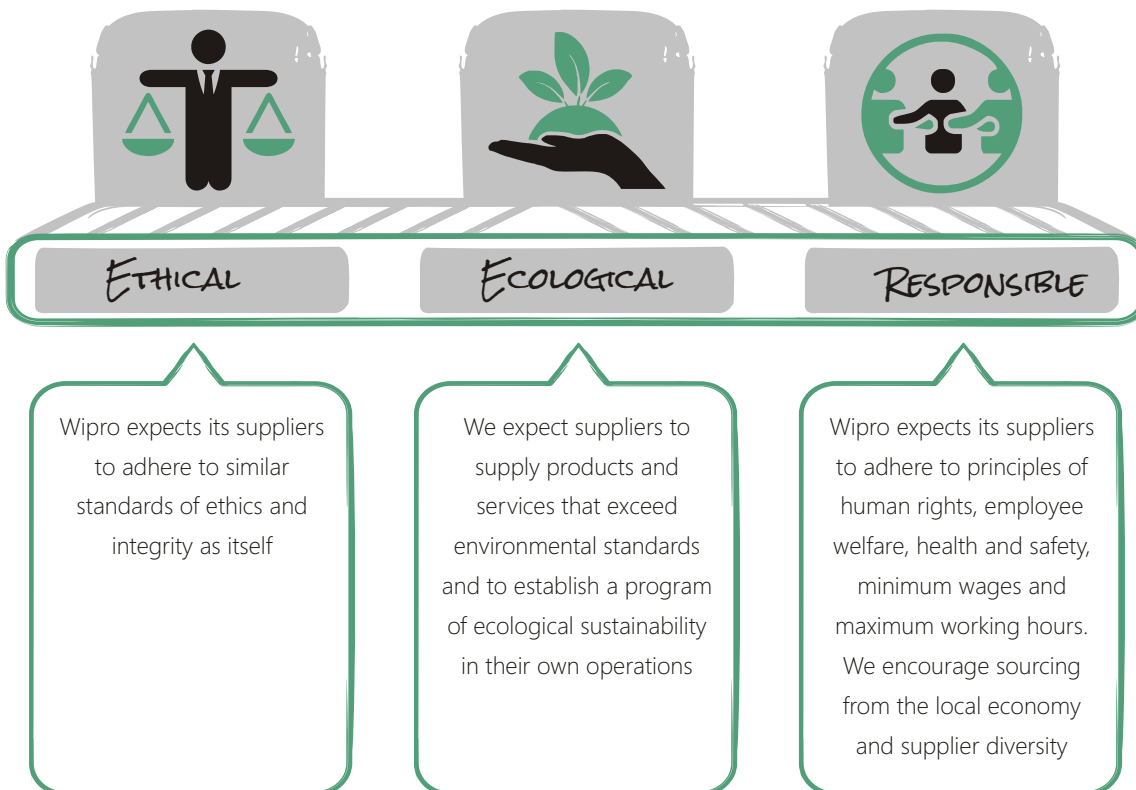 ETHICAL
ECOLOGICAL
RESPONSIBLE
Wipro expects its suppliers
to adhere to similar
standards of ethics and
integrity as itself
We expect suppliers to
supply products and
services that exceed
environmental standards
and to establish a program
of ecological sustainability
in their own operations
Wipro expects its suppliers
to adhere to principles of
human rights, employee
welfare, health and safety,
minimum wages and
maximum working hours.
We encourage sourcing
from the local economy
and supplier diversity